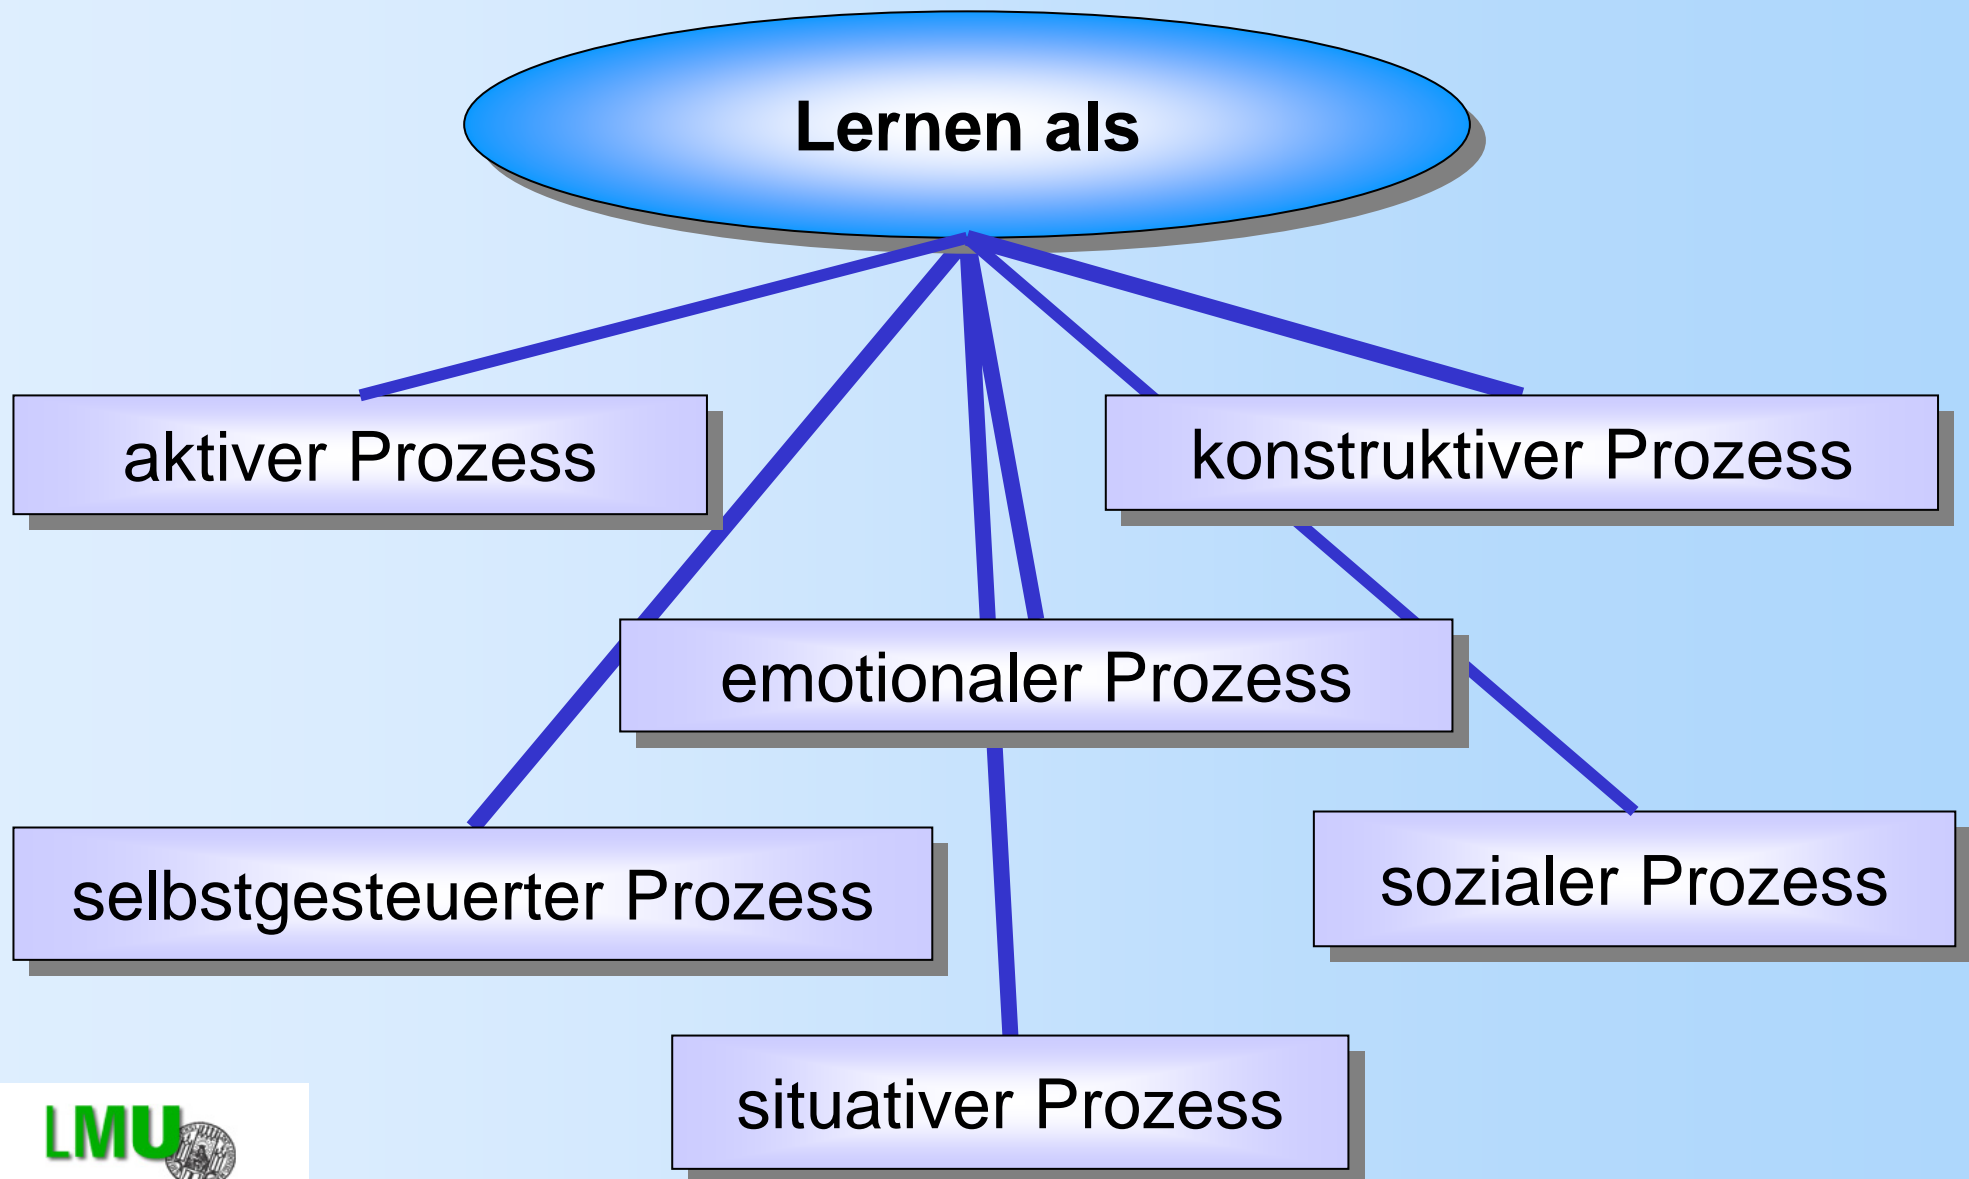 Lernen als
aktiver Prozess
konstruktiver Prozess
emotionaler Prozess
selbstgesteuerter Prozess
sozialer Prozess
situativer Prozess
LMU